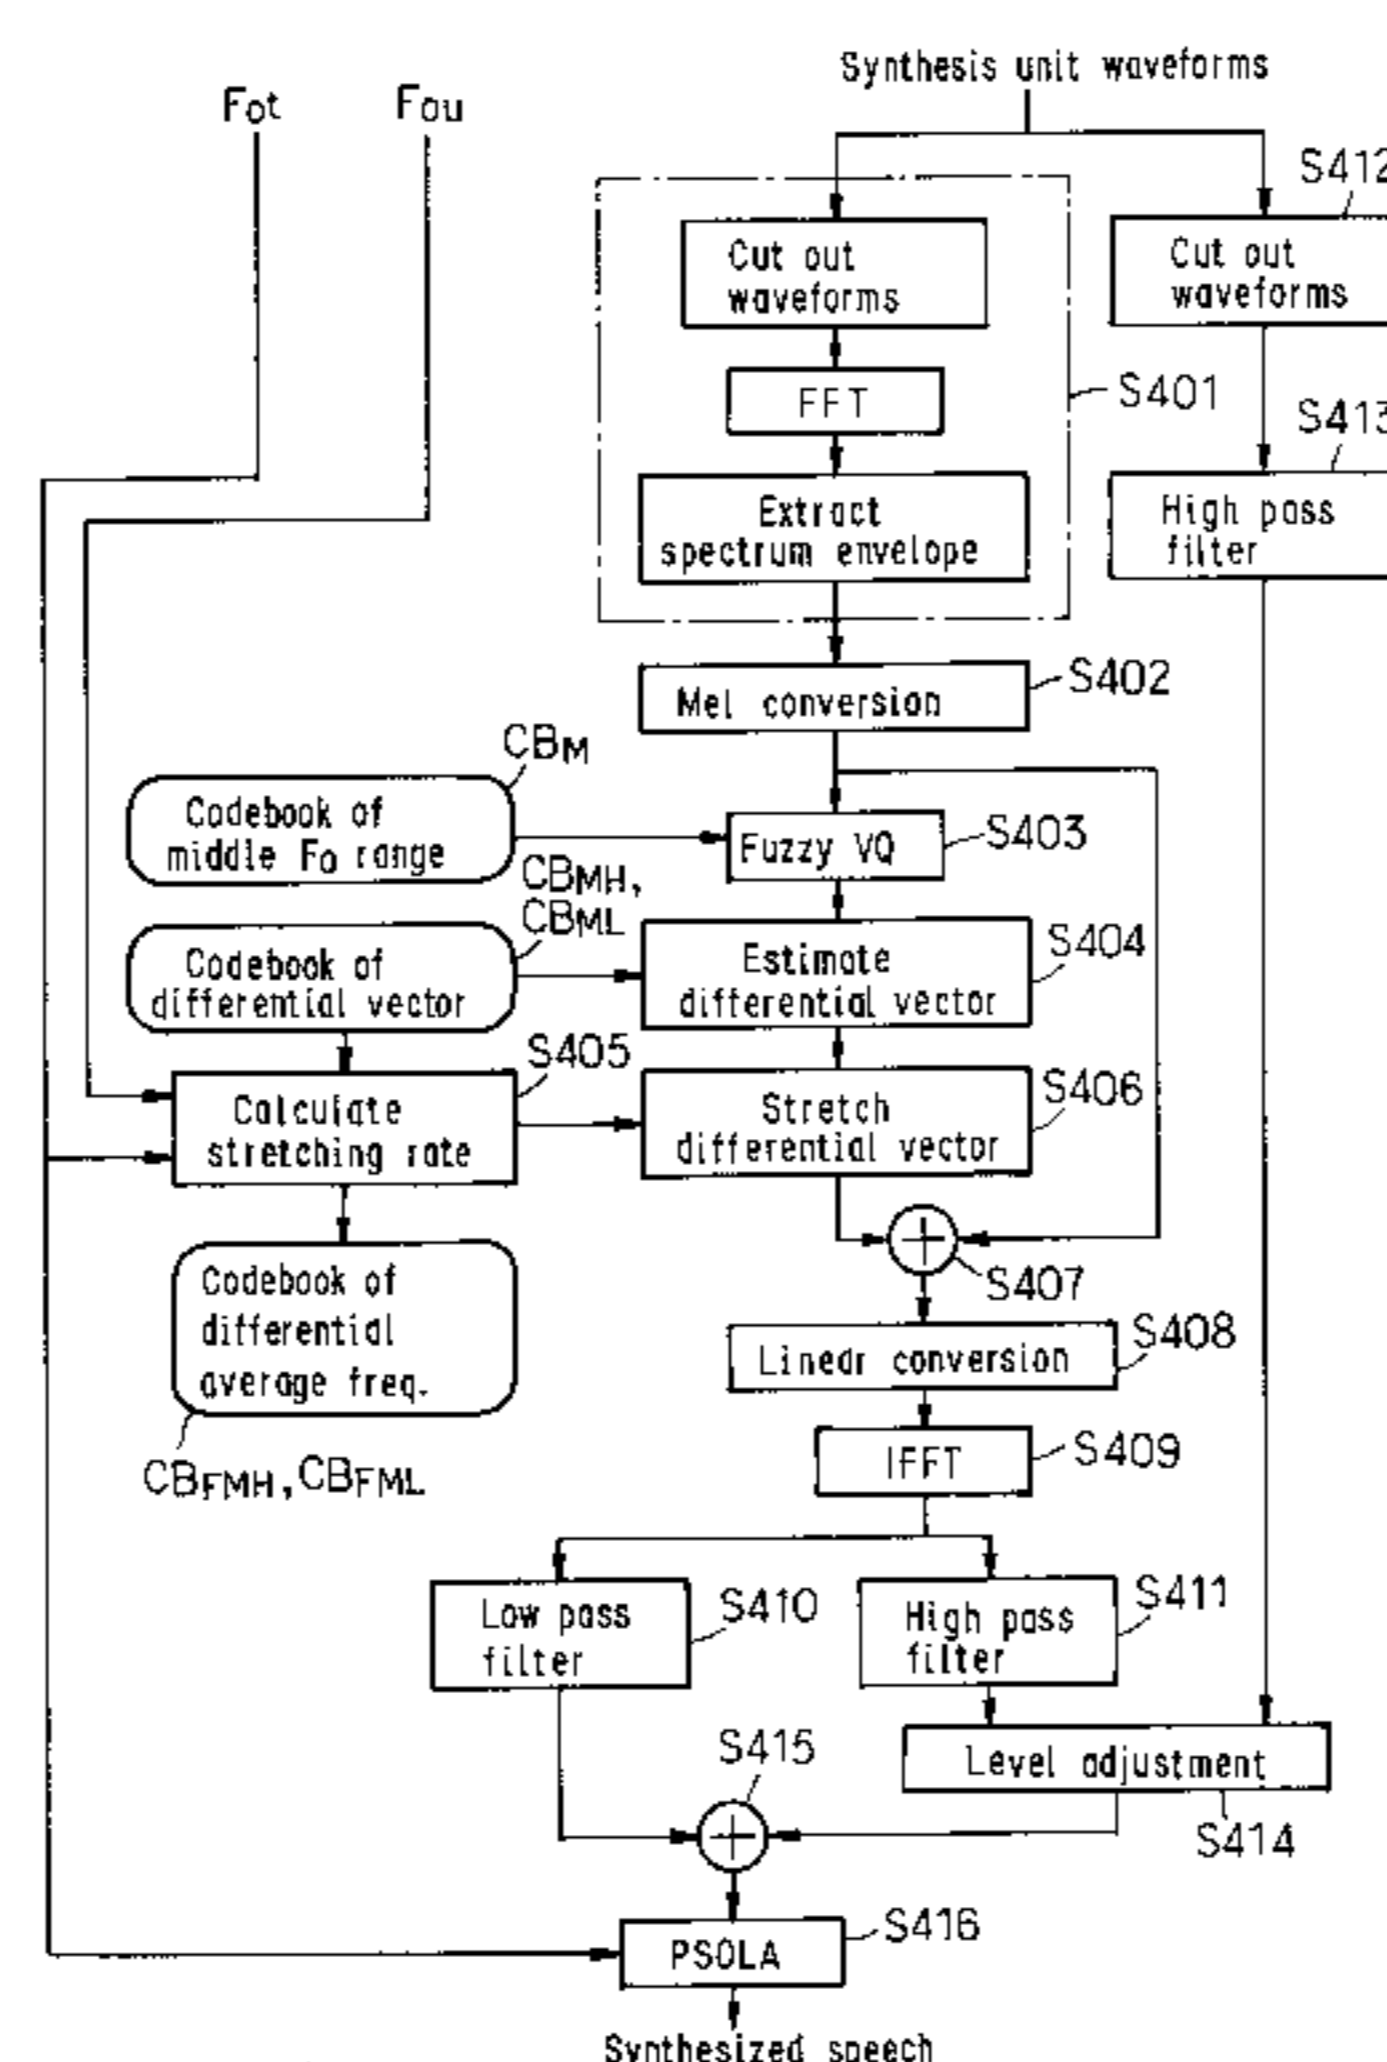 Synthesis unit waveforms
F0t
F0u
S412
Cut out
waveforms
Cut out
waveforms
FFT
S401
S413
Extract
spectrum envelope
High pass
filter
Mel conversion
S402
CBM
Codebook of
middle F0 range
Fuzzy VQ
S403
CBMH,
CBML
Codebook of
differential vector
Estimate
differential vector
S404
S405
Calculate
stretching rate
Stretch
differential vector
S406
S407
Codebook of
differential
average freq.
CBFMH, CBFML
Linear conversion
S408
IFFT
S409
Low pass
filter
S410
High pass
filter
S411
S415
Level adjustment
S414
PSOLA
S416
Synthesized speech